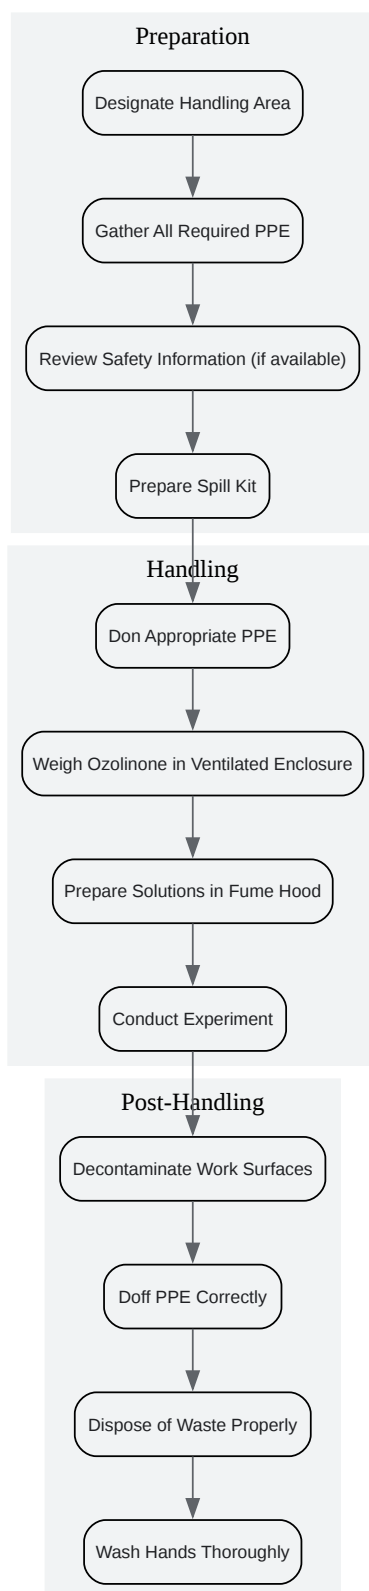 Preparation
Designate Handling Area
Gather All Required PPE
Review Safety Information (if available)
Prepare Spill Kit
Handling
Don Appropriate PPE
Weigh Ozolinone in Ventilated Enclosure
Prepare Solutions in Fume Hood
Conduct Experiment
Post-Handling
Decontaminate Work Surfaces
Doff PPE Correctly
Dispose of Waste Properly
Wash Hands Thoroughly